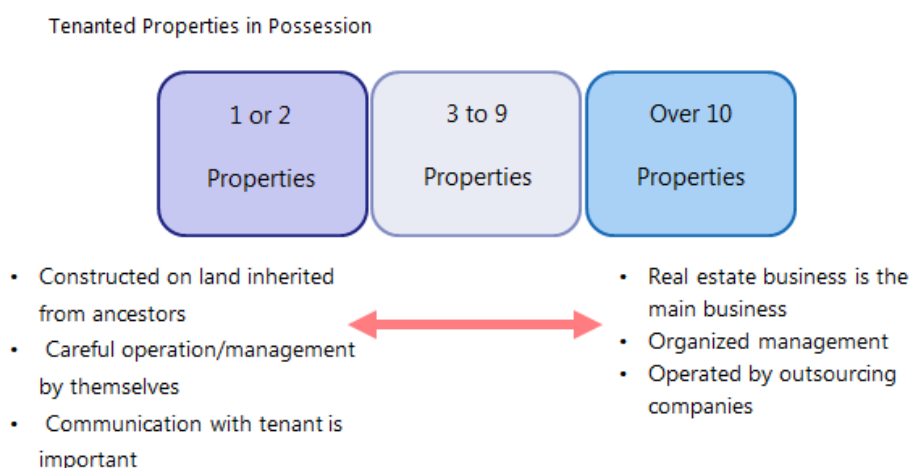 Tenanted Properties in Possession
1 or 2
Properties
3 to 9
Properties
Over 10
Properties
• Constructed on land inherited
from ancestors
• Careful operation/management
by themselves
• Communication with tenant is
important
• Real estate business is the
main business
• Organized management
• Operated by outsourcing
companies